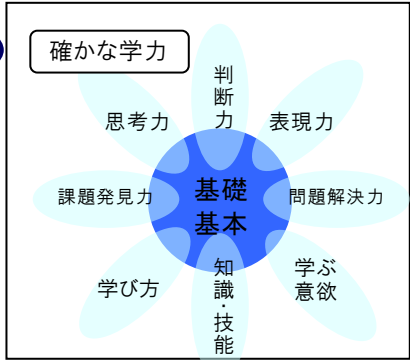 確かな学力
判断力
思考力
表現力
課題発見力
基礎
基本
問題解決力
学び方
知識・技能
学ぶ
意欲